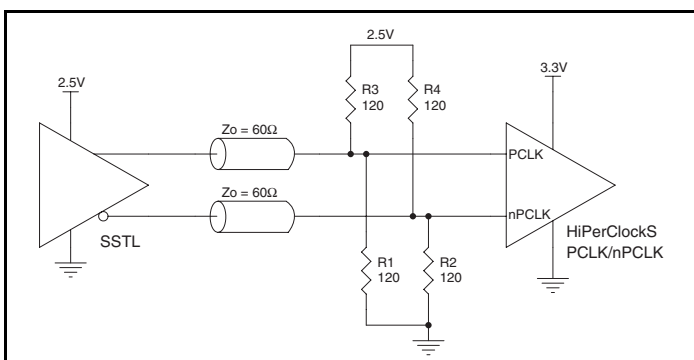 2.5V
2.5V
3.3V
R3
120
R4
120
Zo = 60Ω
PCLK
Zo = 60Ω
nPCLK
SSTL
HiPerClockS
PCLK/nPCLK
R1
120
R2
120